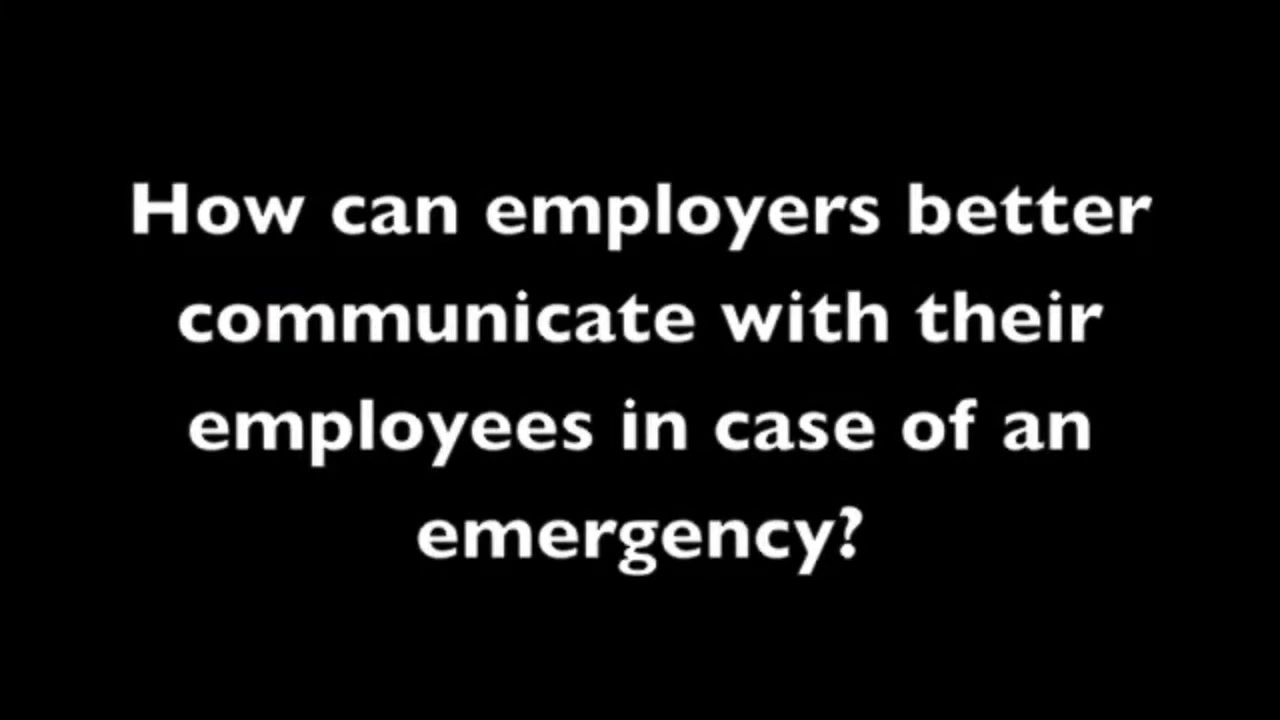 How can employers better
communicate with their
employees in case of an
emergency?